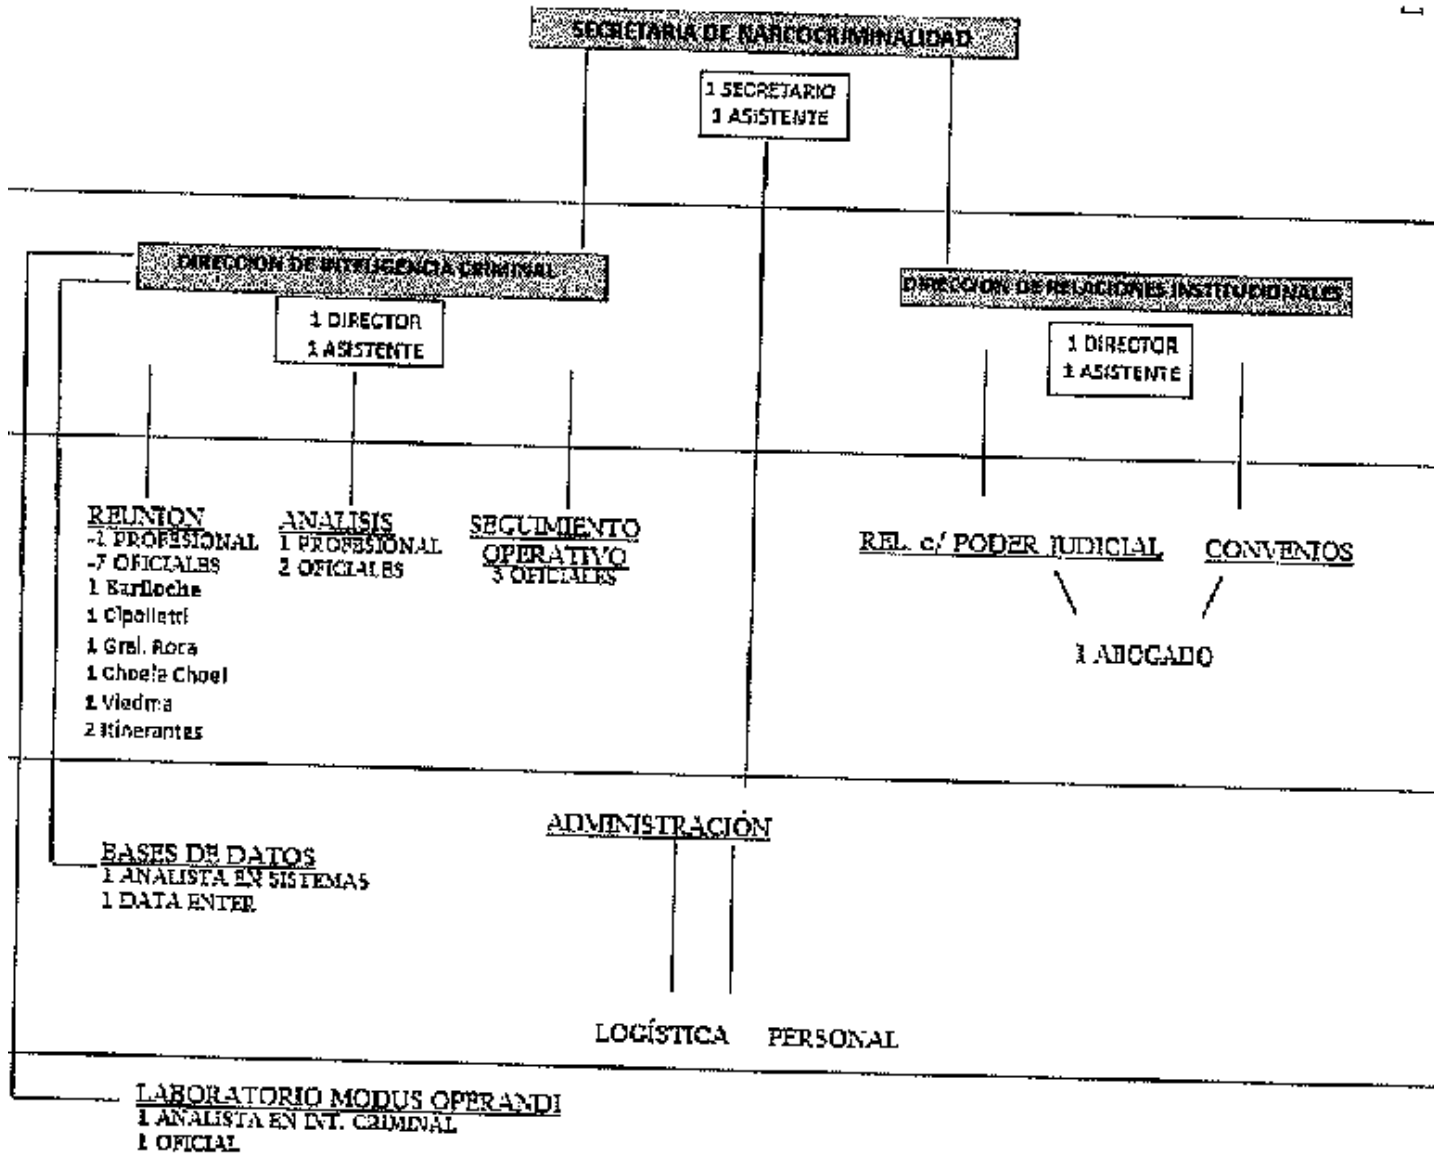 SECRETARIA DE NARCOCRIMINALIDAD
1 SECRETARIO
1 ASISTENTE
DIRECCION DE INTELIGENCIA CRIMINAL
1 DIRECTOR
1 ASISTENTE
DIRECCION DE RELACIONES INSTITUCIONALES
1 DIRECTOR
1 ASISTENTE
REUNION
-1 PROFESIONAL
-7 OFICIALES
1 Bariloche
1 Cipolletti
1 Gral. Roca
1 Choele Choel
1 Viedma
2 Itinerantes
ANALISIS
1 PROFESIONAL
2 OFICIALES
SEGUIMIENTO
OPERATIVO
3 OFICIALES
REL. c/ PODER JUDICIAL
CONVENIOS
1 ABOGADO
ADMINISTRACIÓN
BASES DE DATOS
1 ANALISTA EN SISTEMAS
1 DATA ENTER
LOGÍSTICA PERSONAL
LABORATORIO MODUS OPERANDI
1 ANALISTA EN INT. CRIMINAL
1 OFICIAL